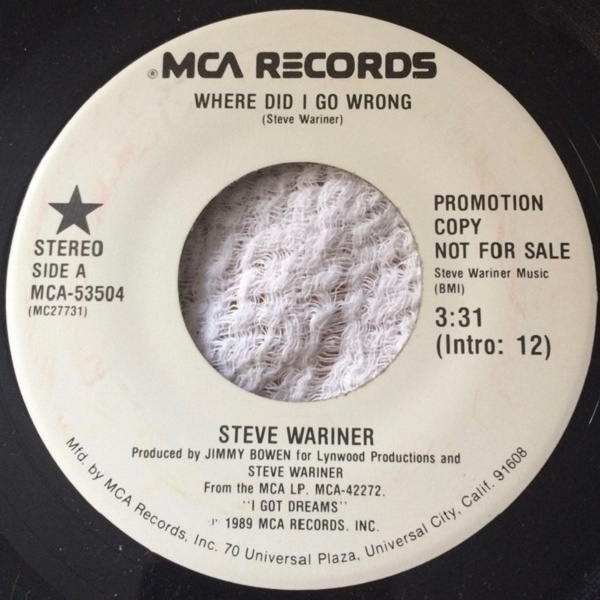 ® MCA RECORDS
WHERE DID I GO WRONG
(Steve Wariner)
STEREO
SIDE A
MCA-53504
(MC27731)
PROMOTION
COPY
NOT FOR SALE
Steve Wariner Music
(BMI)
3:31
(Intro: 12)
STEVE WARINER
Produced by JIMMY BOWEN for Lynwood Productions and
STEVE WARINER
From the MCA LP. MCA-42272.
"I GOT DREAMS"
℗ 1989 MCA RECORDS, INC.
Mfd. by MCA Records, Inc. 70 Universal Plaza, Universal City, Calif. 91608